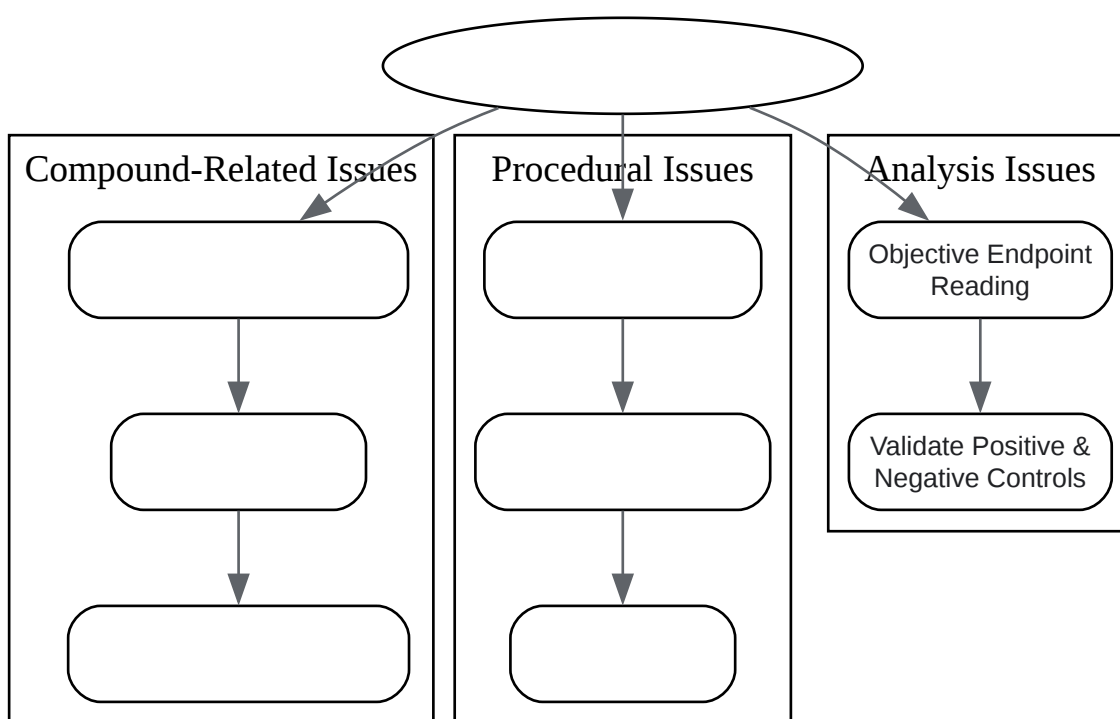 Compound-Related Issues
Procedural Issues
Analysis Issues
Objective Endpoint
Reading
Validate Positive &
Negative Controls